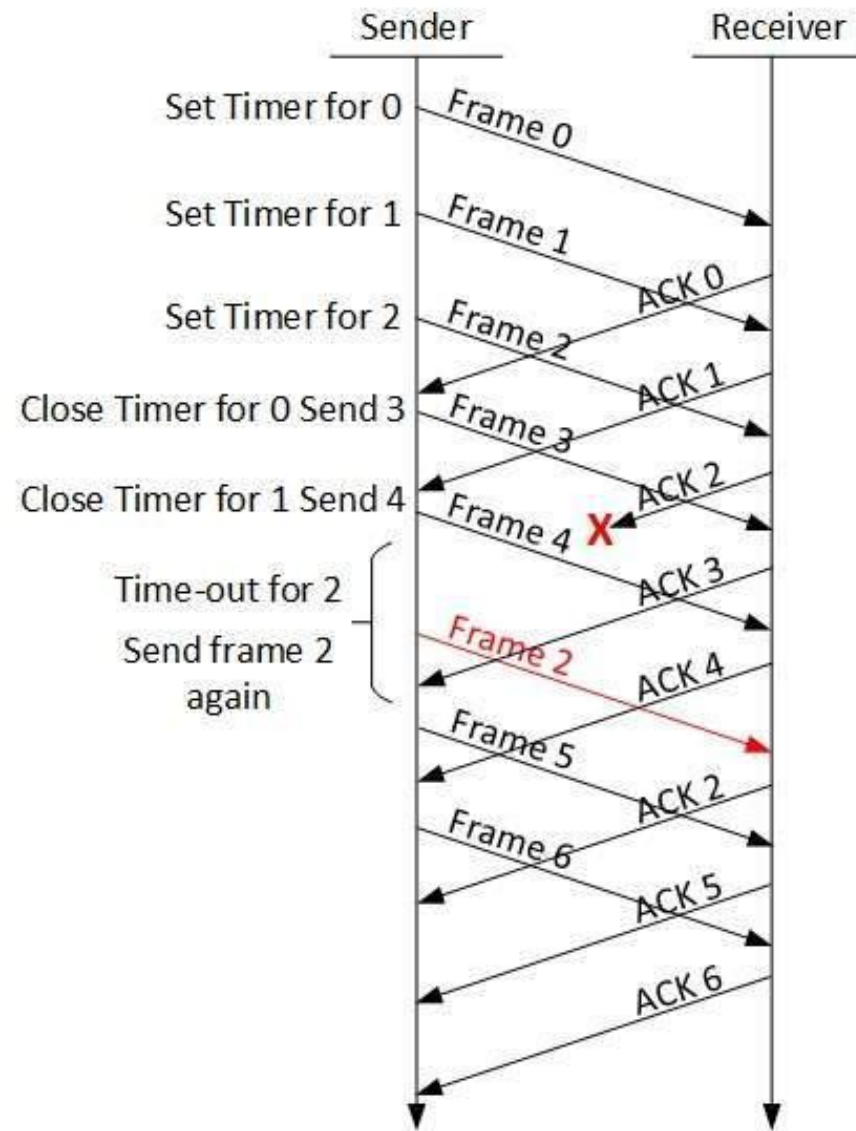 Sender
Receiver
Set Timer for 0
Frame 0
Set Timer for 1
Frame 1
ACK 0
Set Timer for 2
Frame 2
ACK 1
Close Timer for 0 Send 3
Frame 3
ACK 2
Close Timer for 1 Send 4
Frame 4
X
ACK 3
Time-out for 2
Send frame 2
again
Frame 2
ACK 4
Frame 5
ACK 2
Frame 6
ACK 5
ACK 6